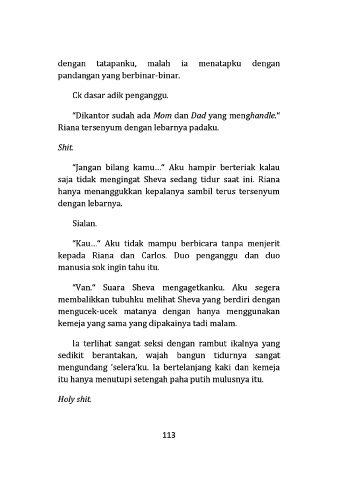 dengan tatapanku, malah ia menatapku dengan
pandangan yang berbinar-binar.
Ck dasar adik penganggu.
"Dikantor sudah ada Mom dan Dad yang menghandle."
Riana tersenyum dengan lebarnya padaku.
Shit.
"Jangan bilang kamu..." Aku hampir berteriak kalau
saja tidak mengingat Sheva sedang tidur saat ini. Riana
hanya menanggukkan kepalanya sambil terus tersenyum
dengan lebarnya.
Sialan.
"Kau..." Aku tidak mampu berbicara tanpa menjerit
kepada Riana dan Carlos. Duo penganggu dan duo
manusia sok ingin tahu itu.
"Van." Suara Sheva mengagetkanku. Aku segera
membalikkan tubuhku melihat Sheva yang berdiri dengan
mengucek-ucek matanya dengan hanya menggunakan
kemeja yang sama yang dipakainya tadi malam.
Ia terlihat sangat seksi dengan rambut ikalnya yang
sedikit berantakan, wajah bangun tidurnya sangat
mengundang 'selera'ku. Ia bertelanjang kaki dan kemeja
itu hanya menutupi setengah paha putih mulusnya itu.
Holy shit.
113